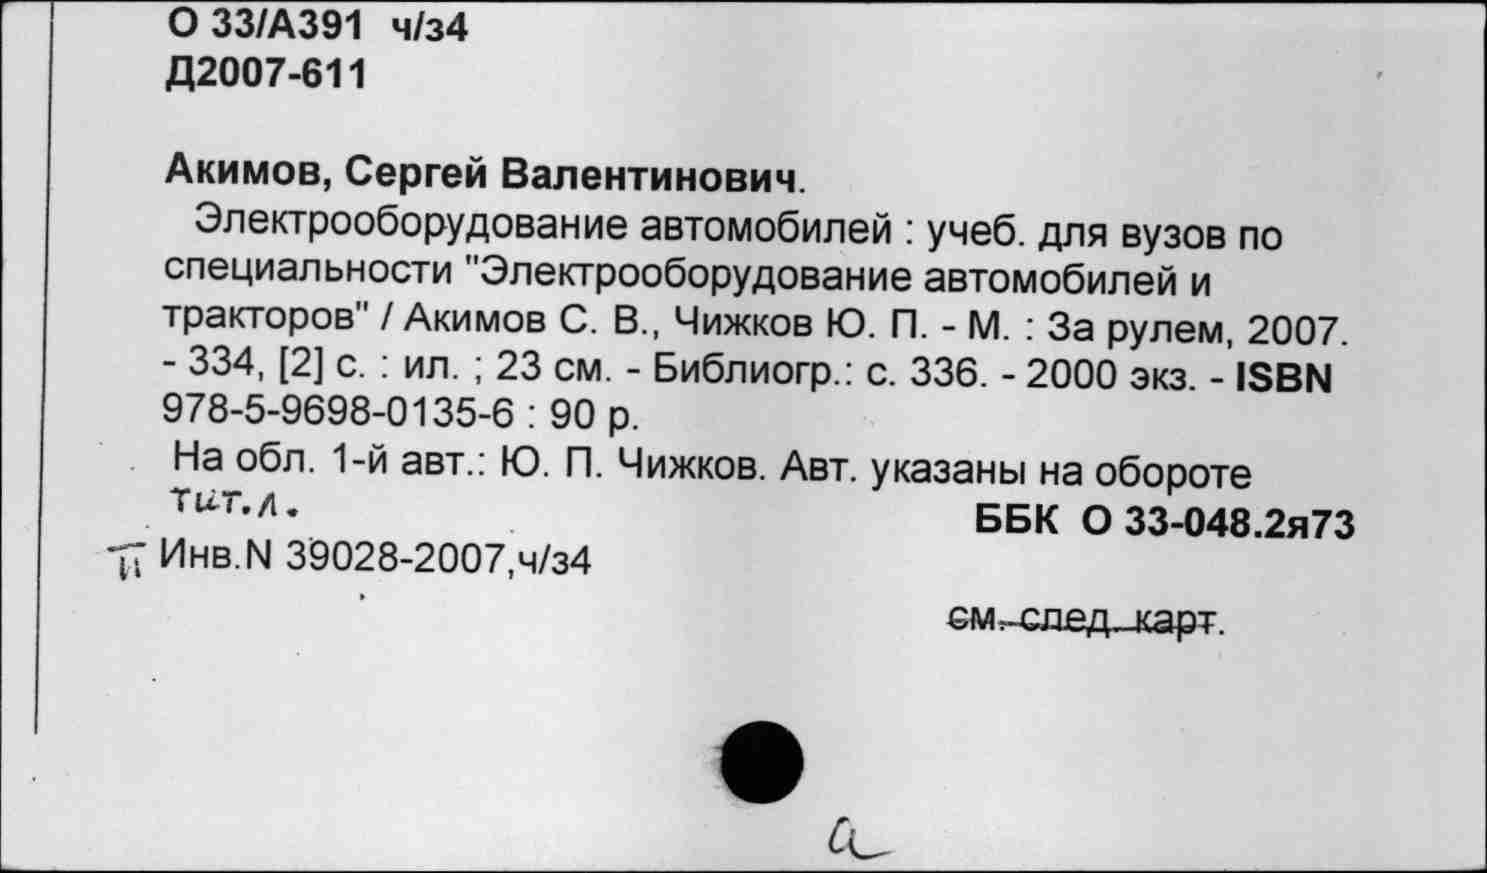 О 33/А391 ч/з4
Д2007-611
Акимов, Сергей Валентинович.
Электрооборудование автомобилей : учеб. для вузов по
специальности "Электрооборудование автомобилей и
тракторов" / Акимов С. В., Чижков Ю. П. - М. : За рулем, 2007.
- 334, [2] с. : ил. ; 23 см. - Библиогр.: с. 336. - 2000 экз. - ISBN
978-5-9698-0135-6 : 90 р.
На обл. 1-й авт.: Ю. П. Чижков. Авт. указаны на обороте
тит.л.
ББК О 33-048.2я73
Инв.N 39028-2007,ч/з4
см. след. карт.